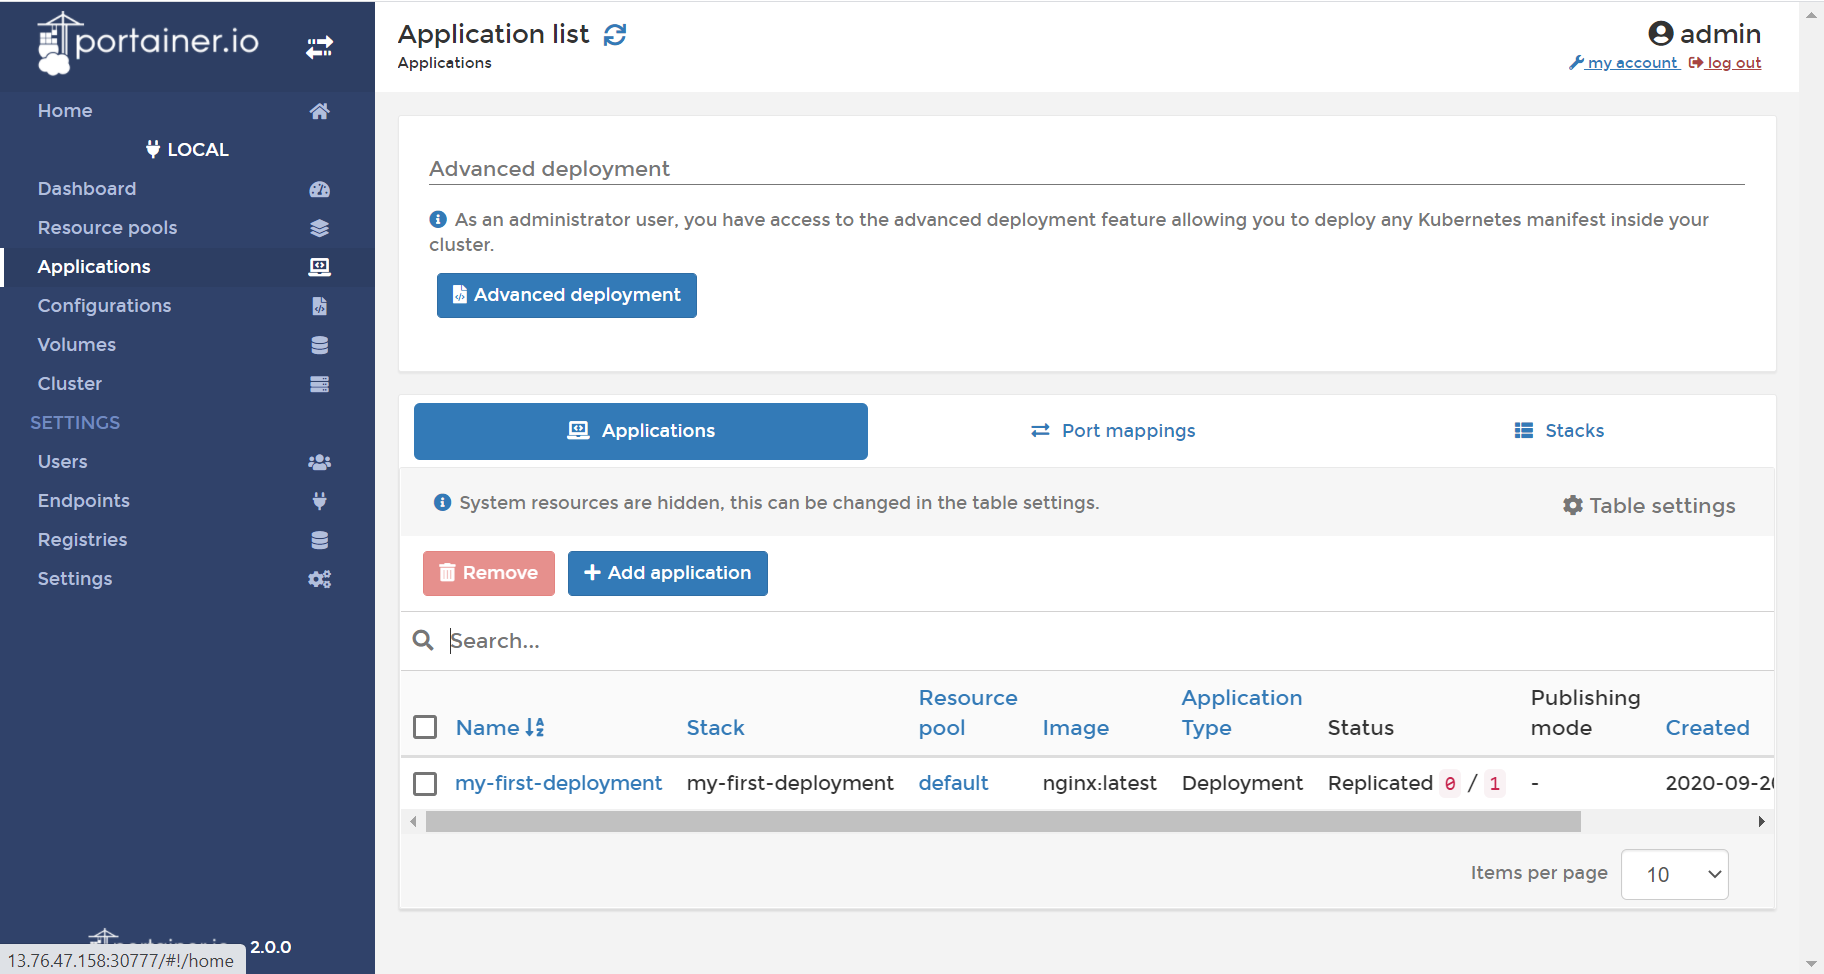 portainer.io
Home
LOCAL
Dashboard
Resource pools
Applications
Configurations
Volumes
Cluster
SETTINGS
Users
Endpoints
Registries
Settings
2.0.0
13.76.47.158:30777/#!/home
Application list
Applications
admin
my account log out
Advanced deployment
As an administrator user, you have access to the advanced deployment feature allowing you to deploy any Kubernetes manifest inside your
cluster.
Advanced deployment
Applications Port mappings Stacks
System resources are hidden, this can be changed in the table settings. Table settings
Remove Add application
Search...
Name Stack Resource pool Image Application Type Status Publishing mode Created
my-first-deployment my-first-deployment default nginx:latest Deployment Replicated 0 / 1 - 2020-09-20
Items per page 10